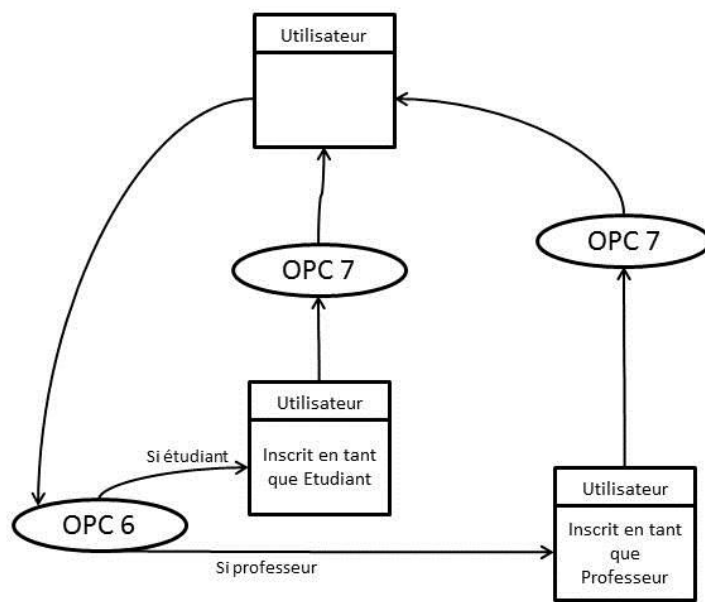 Utilisateur
OPC 7
OPC 7
Utilisateur
Si étudiant
Inscrit en tant
que Etudiant
Utilisateur
OPC 6
Inscrit en tant
que
Professeur
Si professeur